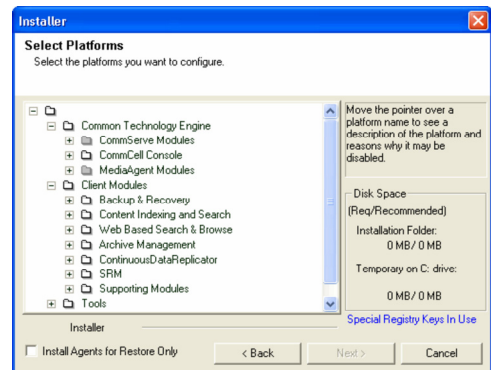 Installer
Select Platforms
Select the platforms you want to configure.
Common Technology Engine
CommServe Modules
CommCell Console
MediaAgent Modules
Client Modules
Backup & Recovery
Content Indexing and Search
Web Based Search & Browse
Archive Management
ContinuousDataReplicator
SRM
Supporting Modules
Tools
Move the pointer over a
platform name to see a
description of the platform and
reasons why it may be
disabled.
Disk Space
(Req/Recommended)
Installation Folder:
0 MB/ 0 MB
Temporary on C: drive:
0 MB/ 0 MB
Special Registry Keys In Use
Installer
Install Agents for Restore Only
< Back
Next >
Cancel